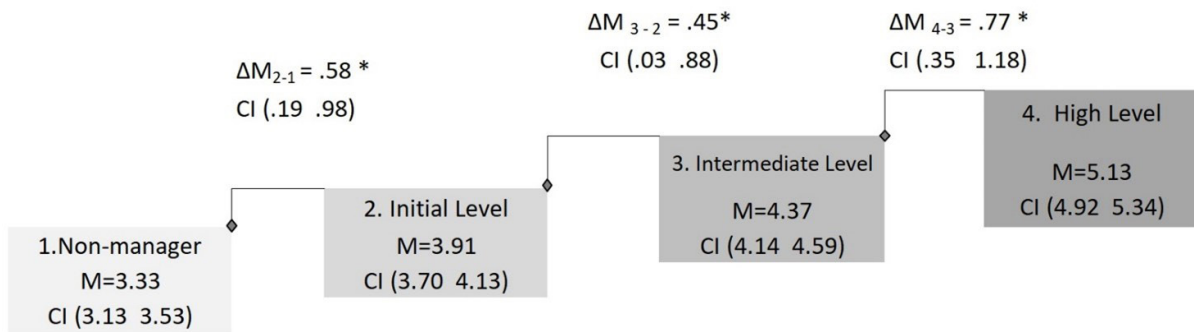 ΔM 3 - 2 = .45*
CI (.03 .88)
ΔM 4-3 = .77 *
CI (.35 1.18)
ΔM2-1 = .58 *
CI (.19 .98)
4. High Level
M=5.13
CI (4.92 5.34)
3. Intermediate Level
M=4.37
CI (4.14 4.59)
2. Initial Level
M=3.91
CI (3.70 4.13)
1.Non-manager
M=3.33
CI (3.13 3.53)